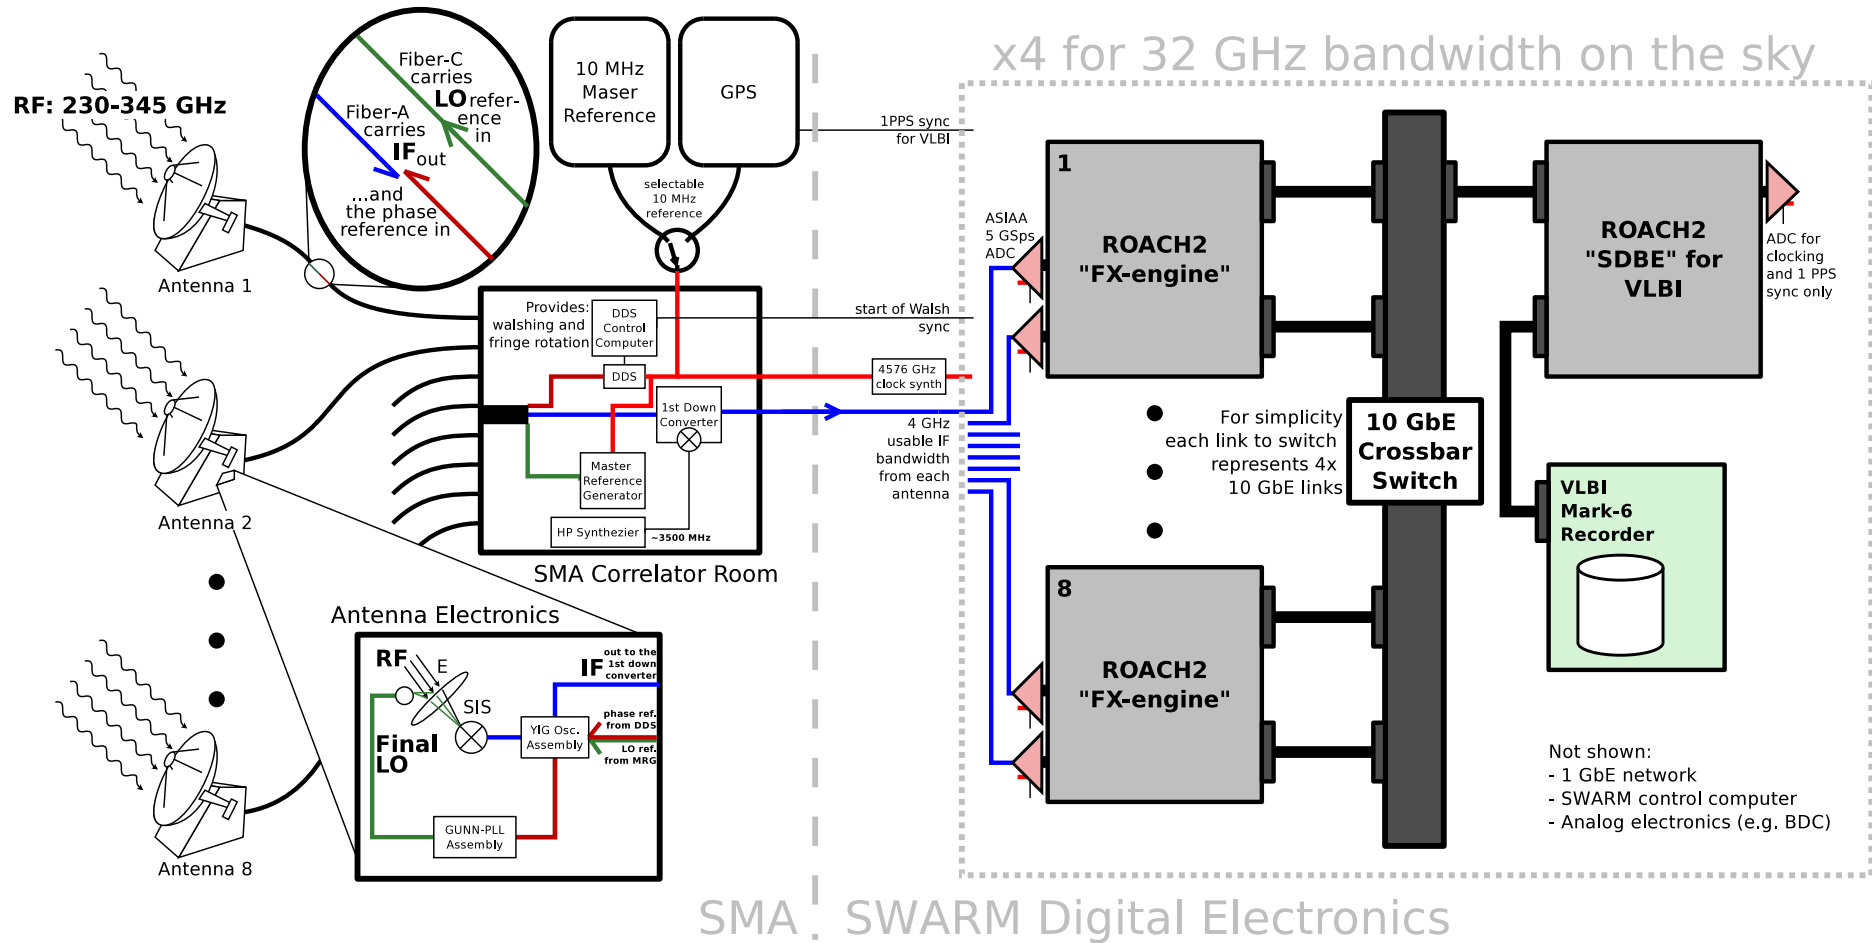 x4 for 32 GHz bandwidth on the sky
RF: 230-345 GHz
Fiber-C
carries
LO refer-
ence
in
Fiber-A
carries
IF out
...and
the phase
reference in
10 MHz
Maser
Reference
GPS
1PPS sync
for VLBI
selectable
10 MHz
reference
Antenna 1
Antenna 2
Antenna 8
Provides:
walshing and
fringe rotation
DDS
Control
Computer
DDS
start of Walsh
sync
4576 GHz
clock synth
1st Down
Converter
Master
Reference
Generator
HP Synthezier
~3500 MHz
SMA Correlator Room
4 GHz
usable IF
bandwidth
from each
antenna
Antenna Electronics
RF
E
SIS
IF
out to the
1st down
converter
YIG Osc.
Assembly
phase ref.
from DDS
LO ref.
from MRG
Final
LO
GUNN-PLL
Assembly
ASIAA
5 GSps
ADC
1
ROACH2
"FX-engine"
8
ROACH2
"FX-engine"
For simplicity
each link to switch
represents 4x
10 GbE links
10 GbE
Crossbar
Switch
ROACH2
"SDBE" for
VLBI
ADC for
clocking
and 1 PPS
sync only
VLBI
Mark-6
Recorder
Not shown:
- 1 GbE network
- SWARM control computer
- Analog electronics (e.g. BDC)
SMA
SWARM Digital Electronics